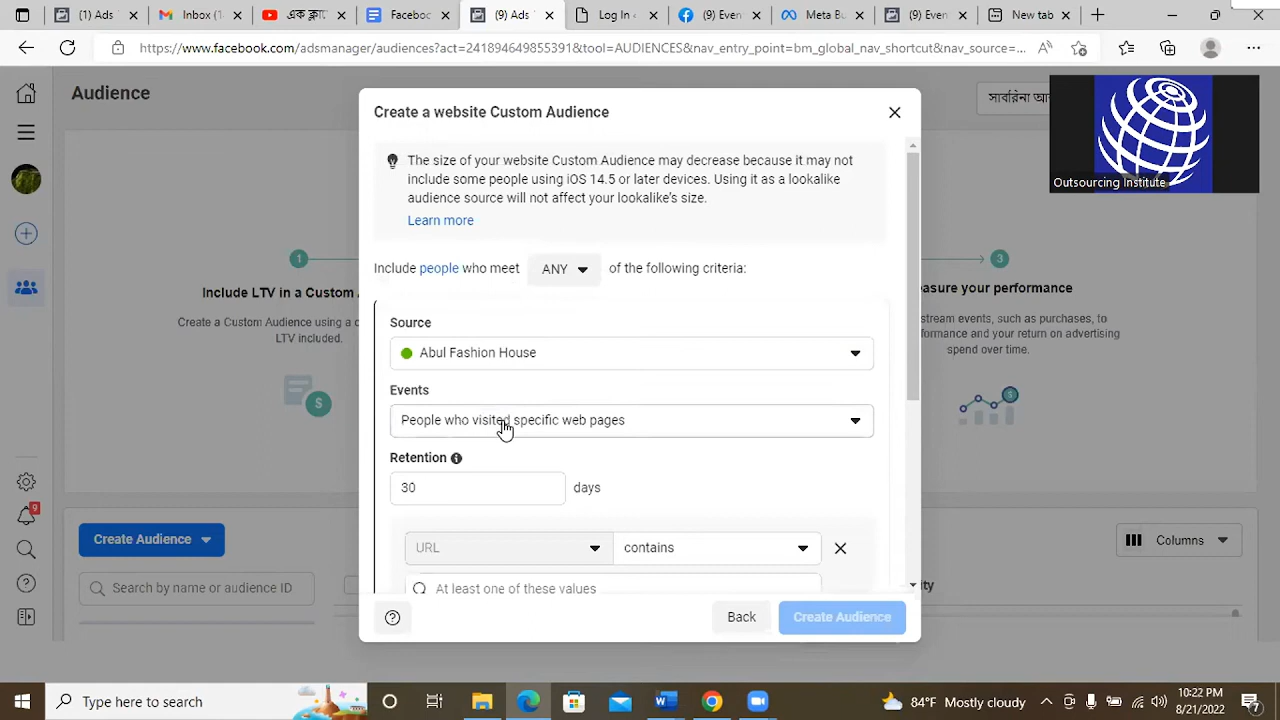 (1) Ads
Inbox (1
এক ক্লা
Faceboo
(9) Ads
Log In
(9) Even
Meta Bu
(9) Even
New tab
https://www.facebook.com/adsmanager/audiences?act=241894649855391&tool=AUDIENCES&nav_entry_point=bm_global_nav_shortcut&nav_source=...
Audience
সাবরিনা আ
Outsourcing Institute
Create a website Custom Audience
The size of your website Custom Audience may decrease because it may not
include some people using iOS 14.5 or later devices. Using it as a lookalike
audience source will not affect your lookalike's size.
Learn more
Include people who meet ANY of the following criteria:
1
3
Include LTV in a Custom A
Create a Custom Audience using a c
LTV included.
asure your performance
stream events, such as purchases, to
formance and your return on advertising
spend over time.
Source
Abul Fashion House
Events
People who visited specific web pages
Retention
30 days
URL contains
At least one of these values
Back
Create Audience
Create Audience
Search by name or audience ID
Columns
ity
9
Type here to search
84°F Mostly cloudy
10:22 PM
8/21/2022
7